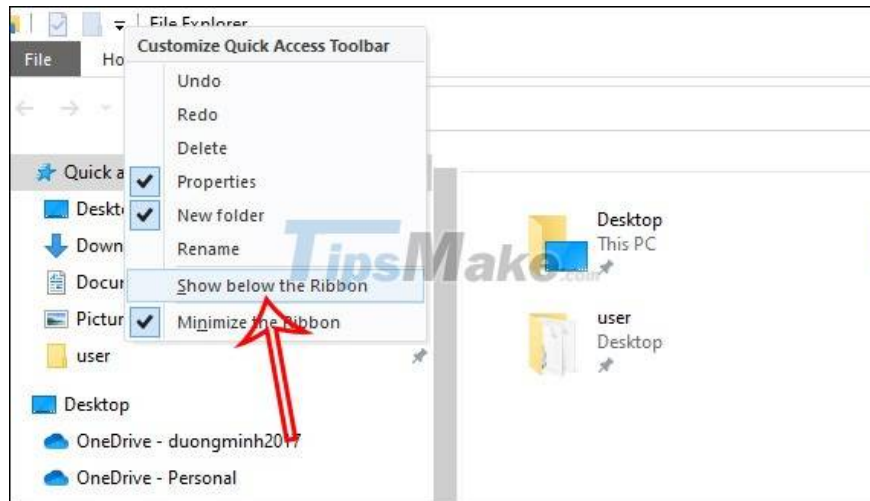 File Explorer
Customize Quick Access Toolbar
File
Ho
Undo
Redo
Delete
Quick a
Properties
Deskt
New folder
Down
Rename
Docur
Show below the Ribbon
Pictur
Minimize the Ribbon
user
Desktop
OneDrive - duongminh2017
OneDrive - Personal
Desktop
This PC
user
Desktop
TipsMake.com